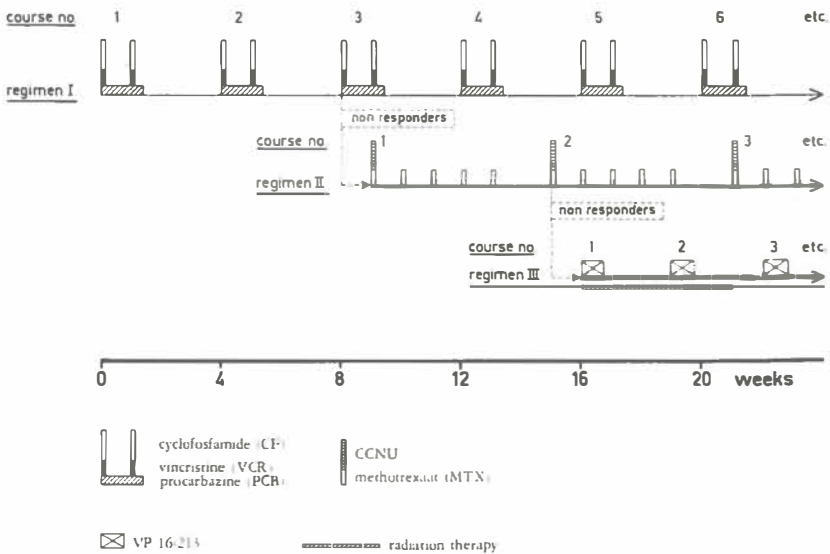 course no 1 2 3 4 5 6 etc.
regimen I
non responders
course no 1 2 3 etc.
regimen II
non responders
course no 1 2 3 etc.
regimen III
0 4 8 12 16 20 weeks
cyclofosfamide (CF)
vincristine (VCR)
procarbazine (PCB)
CCNU
methotrexaat (MTX)
VP 16-213
radiation therapy